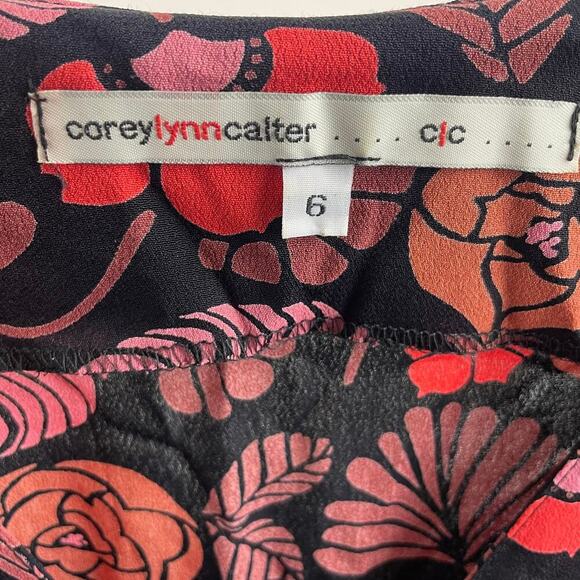 coreylynncalter .... c|c ....
6